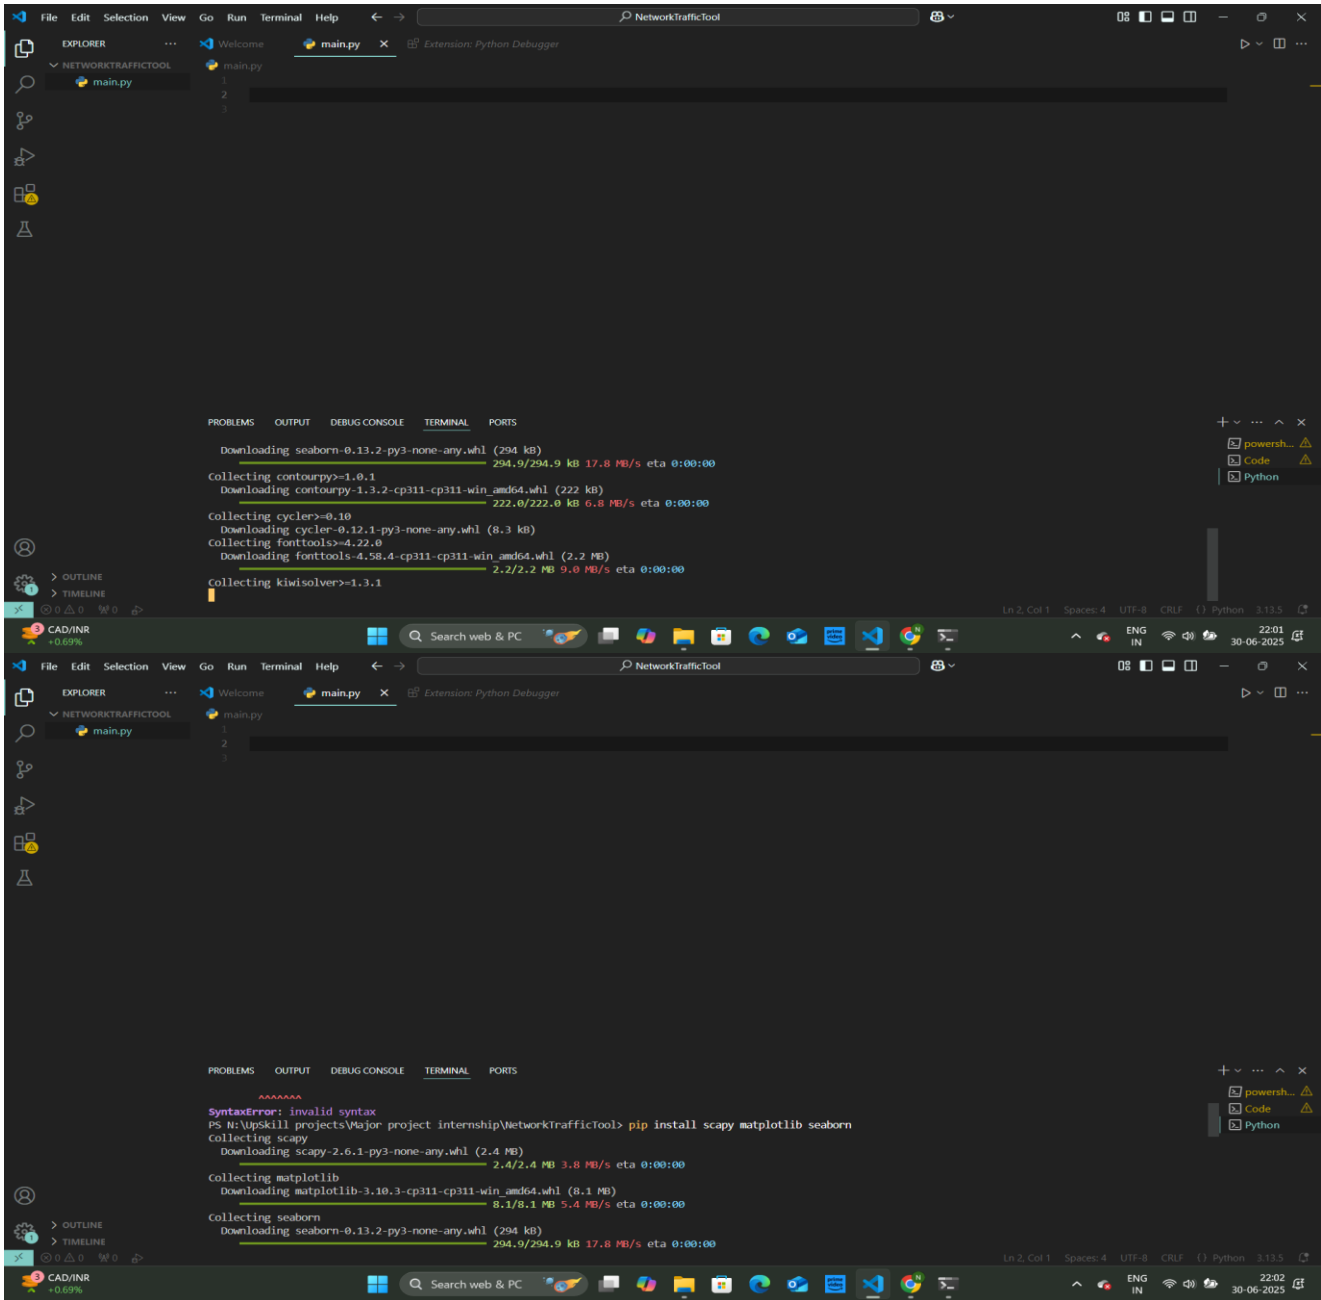 File Edit Selection View Go Run Terminal Help NetworkTrafficTool
EXPLORER Welcome main.py Extension: Python Debugger
NETWORKTRAFFICTOOL main.py
main.py 1
2
3
PROBLEMS OUTPUT DEBUG CONSOLE TERMINAL PORTS
Downloading seaborn-0.13.2-py3-none-any.whl (294 kB) powersh...
294.9/294.9 kB 17.8 MB/s eta 0:00:00 Code
Collecting contourpy>=1.0.1 Python
Downloading contourpy-1.3.2-cp311-cp311-win_amd64.whl (222 kB)
222.0/222.0 kB 6.8 MB/s eta 0:00:00
Collecting cycler>=0.10
Downloading cycler-0.12.1-py3-none-any.whl (8.3 kB)
Collecting fonttools>=4.22.0
Downloading fonttools-4.58.4-cp311-cp311-win_amd64.whl (2.2 MB)
2.2/2.2 MB 9.0 MB/s eta 0:00:00
Collecting kiwisolver>=1.3.1
OUTLINE
TIMELINE
0 0 0 Ln 2, Col 1 Spaces: 4 UTF-8 CRLF {} Python 3.13.5
3 CAD/INR +0.69% Search web & PC ENG IN 22:01 30-06-2025
File Edit Selection View Go Run Terminal Help NetworkTrafficTool
EXPLORER Welcome main.py Extension: Python Debugger
NETWORKTRAFFICTOOL main.py
main.py 1
2
3
PROBLEMS OUTPUT DEBUG CONSOLE TERMINAL PORTS
^^^^^^^ powersh...
SyntaxError: invalid syntax Code
PS N:\UpSkill projects\Major project internship\NetworkTrafficTool> pip install scapy matplotlib seaborn Python
Collecting scapy
Downloading scapy-2.6.1-py3-none-any.whl (2.4 MB)
2.4/2.4 MB 3.8 MB/s eta 0:00:00
Collecting matplotlib
Downloading matplotlib-3.10.3-cp311-cp311-win_amd64.whl (8.1 MB)
8.1/8.1 MB 5.4 MB/s eta 0:00:00
Collecting seaborn
Downloading seaborn-0.13.2-py3-none-any.whl (294 kB)
294.9/294.9 kB 17.8 MB/s eta 0:00:00
OUTLINE
TIMELINE
0 0 0 Ln 2, Col 1 Spaces: 4 UTF-8 CRLF {} Python 3.13.5
3 CAD/INR +0.69% Search web & PC ENG IN 22:02 30-06-2025